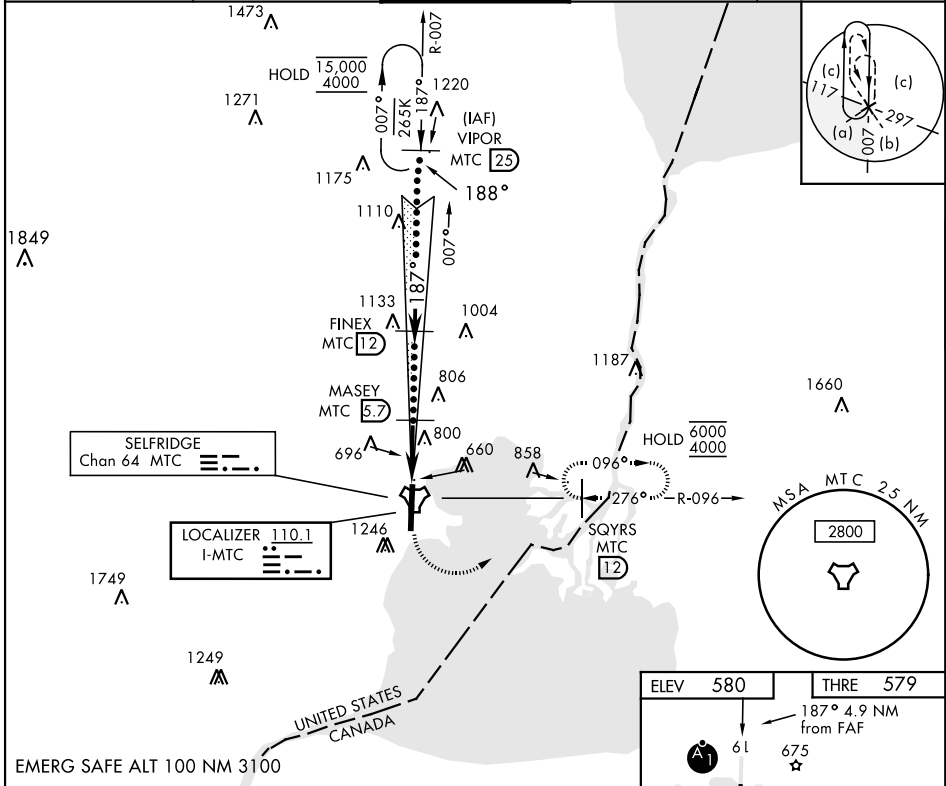 1473
R-007
HOLD 15,000
4000
007°
265K
187°
1220
1271
(IAF)
VIPOR
MTC 25
1175
188°
1110
007°
1849
187°
1133
1004
FINEX
MTC 12
1187
806
MASEY
MTC 5.7
1660
800
696
HOLD 6000
4000
660
858
096°
276°
R-096
SELFRIDGE
Chan 64 MTC
SQYRS
MTC
12
LOCALIZER 110.1
I-MTC
1246
1749
1249
MSA MTC 25 NM
2800
(c)
(c)
117
297
(a)
(b)
007
UNITED STATES
CANADA
EMERG SAFE ALT 100 NM 3100
ELEV 580
THRE 579
187° 4.9 NM
from FAF
A1
19
675